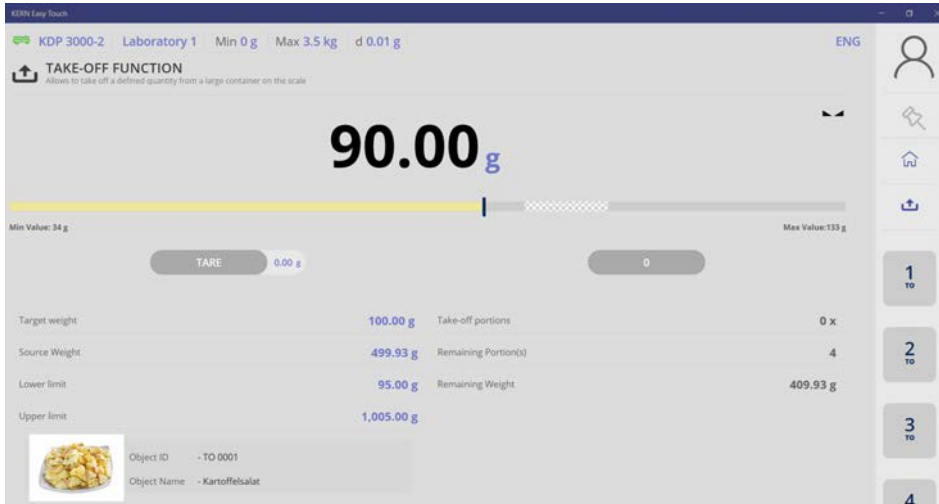 KERN Easy Touch
KDP 3000-2 Laboratory 1 Min 0 g Max 3.5 kg d 0.01 g ENG
TAKE-OFF FUNCTION
Allows to take off a defined quantity from a large container on the scale
90.00 g
Min Value: 34 g Max Value:133 g
TARE 0.00 g 0
Target weight 100.00 g Take-off portions 0 x
Source Weight 499.93 g Remaining Portion(s) 4
Lower limit 95.00 g Remaining Weight 409.93 g
Upper limit 1,005.00 g
Object ID - TO 0001
Object Name - Kartoffelsalat
1
TO
2
TO
3
TO
4